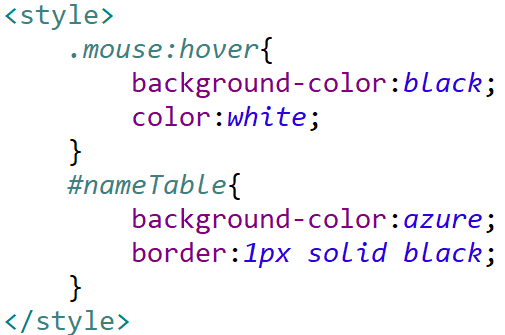 <style>
    .mouse:hover{
        background-color:black;
        color:white;
    }
    #nameTable{
        background-color:azure;
        border:1px solid black;
    }
</style>